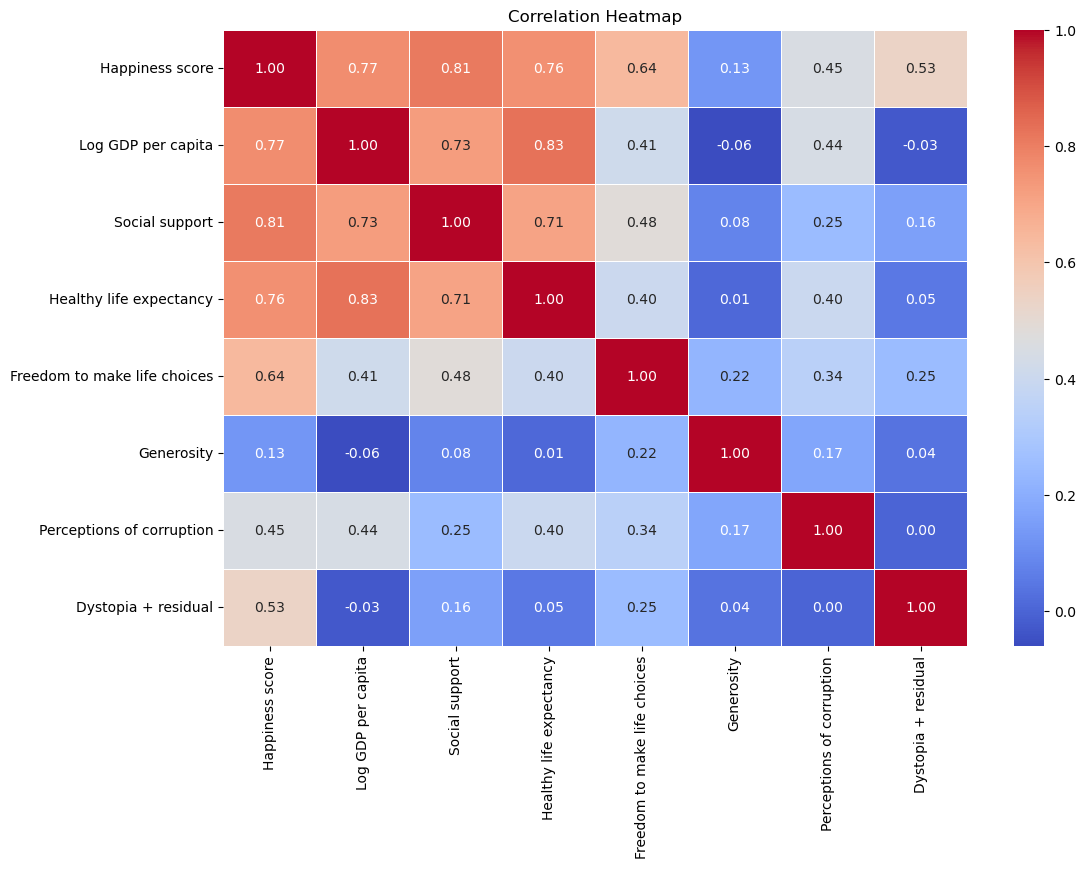 Correlation Heatmap
Happiness score 1.00 0.77 0.81 0.76 0.64 0.13 0.45 0.53
Log GDP per capita 0.77 1.00 0.73 0.83 0.41 -0.06 0.44 -0.03
Social support 0.81 0.73 1.00 0.71 0.48 0.08 0.25 0.16
Healthy life expectancy 0.76 0.83 0.71 1.00 0.40 0.01 0.40 0.05
Freedom to make life choices 0.64 0.41 0.48 0.40 1.00 0.22 0.34 0.25
Generosity 0.13 -0.06 0.08 0.01 0.22 1.00 0.17 0.04
Perceptions of corruption 0.45 0.44 0.25 0.40 0.34 0.17 1.00 0.00
Dystopia + residual 0.53 -0.03 0.16 0.05 0.25 0.04 0.00 1.00
Happiness score
Log GDP per capita
Social support
Healthy life expectancy
Freedom to make life choices
Generosity
Perceptions of corruption
Dystopia + residual
1.0
0.8
0.6
0.4
0.2
0.0